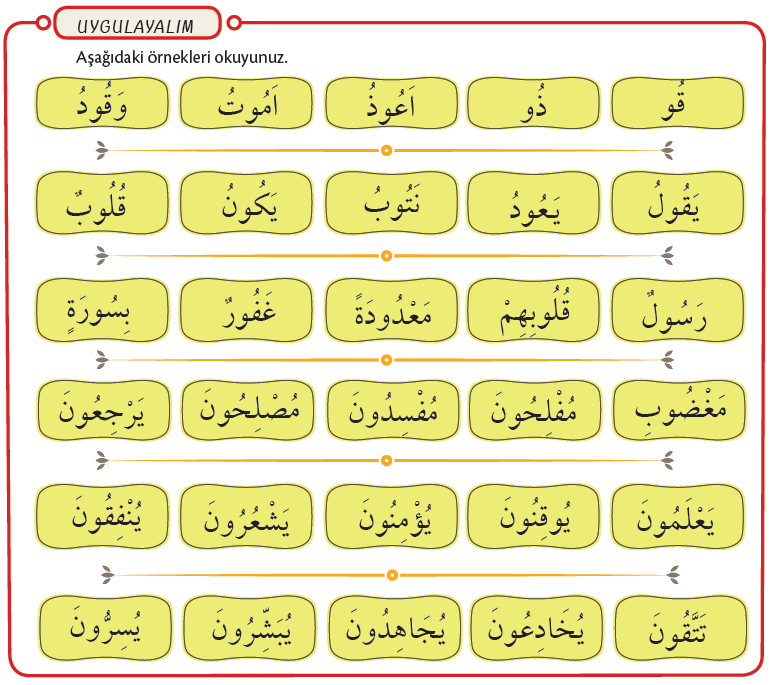 UYGULAYALIM
Aşağıdaki örnekleri okuyunuz.
قُو ذُو اَعُوذُ اَمُوتُ وَقُودُ
يَقُولُ يَعُودُ نَتُوبُ يَكُونُ قُلُوبٌ
رَسُولٌ قُلُوبِهِمْ مَعْدُودَةً غَفُورٌ بِسُورَةٍ
مَغْضُوبِ مُفْلِحُونَ مُفْسِدُونَ مُصْلِحُونَ يَرْجِعُونَ
يَعْلَمُونَ يُوقِنُونَ يُؤْمِنُونَ يَشْعُرُونَ يُنْفِقُونَ
تَتَّقُونَ يُخَادِعُونَ يُجَاهِدُونَ يُبَشِّرُونَ يُسِرُّونَ